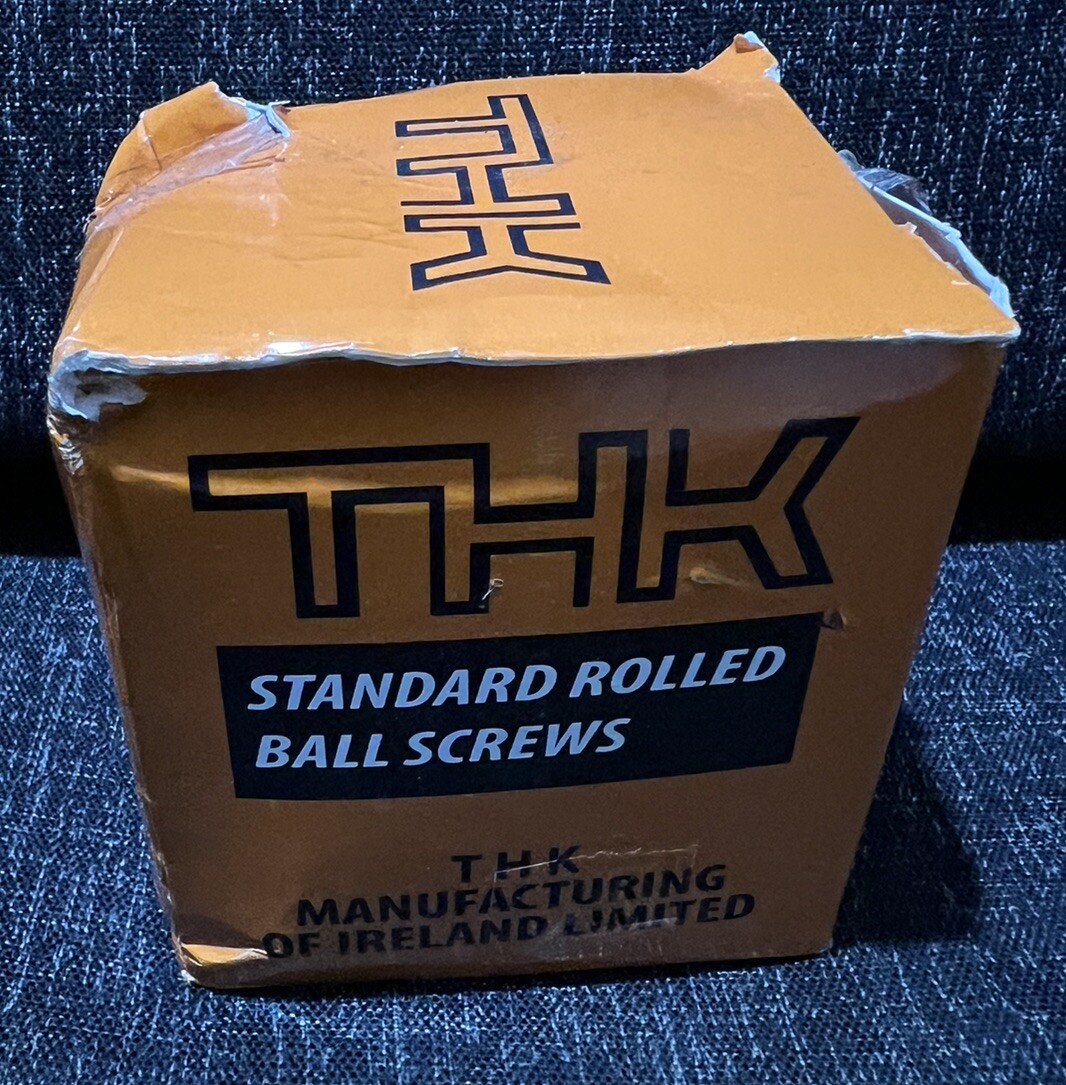 THK
THK
STANDARD ROLLED
BALL SCREWS
THK
MANUFACTURING
OF IRELAND LIMITED